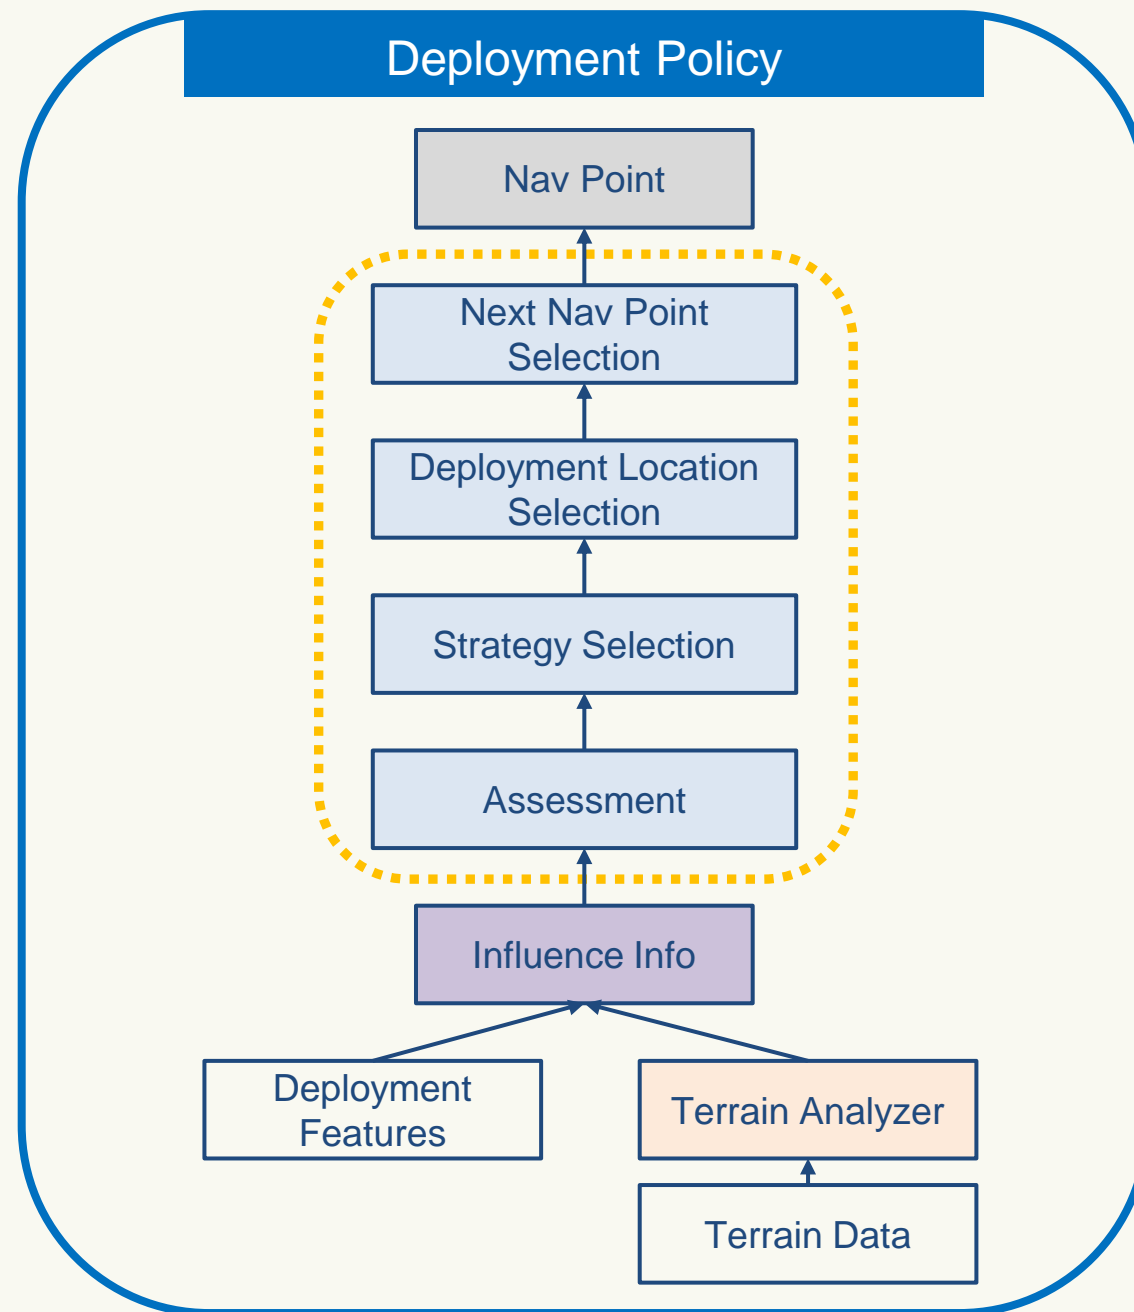 Deployment Policy
Nav Point
Next Nav Point
Selection
Deployment Location
Selection
Strategy Selection
Assessment
Influence Info
Deployment
Features
Terrain Analyzer
Terrain Data